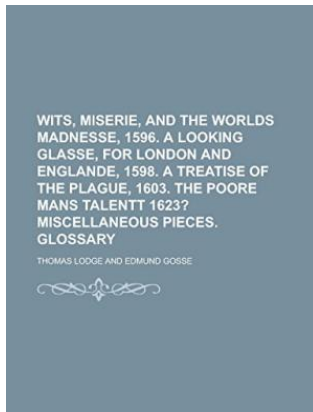 WITS, MISERIE, AND THE WORLDS
MADNESSE, 1596. A LOOKING
GLASSE, FOR LONDON AND
ENGLANDE, 1598. A TREATISE OF
THE PLAGUE, 1603. THE POORE
MANS TALENTT 1623?
MISCELLANEOUS PIECES.
GLOSSARY
THOMAS LODGE AND EDMUND GOSSE